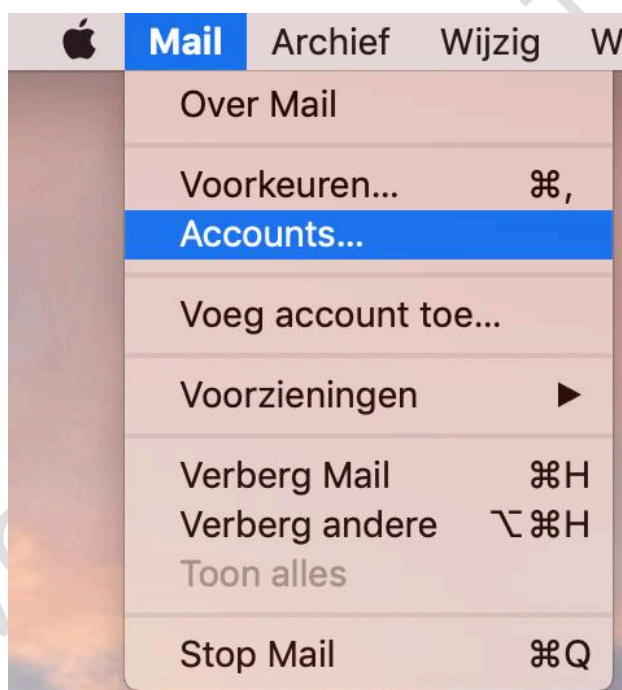 Mail Archief Wijzig W
Over Mail
Voorkeuren... ⌘,
Accounts...
Voeg account toe...
Voorzieningen ▶
Verberg Mail ⌘H
Verberg andere ⌥⌘H
Toon alles
Stop Mail ⌘Q